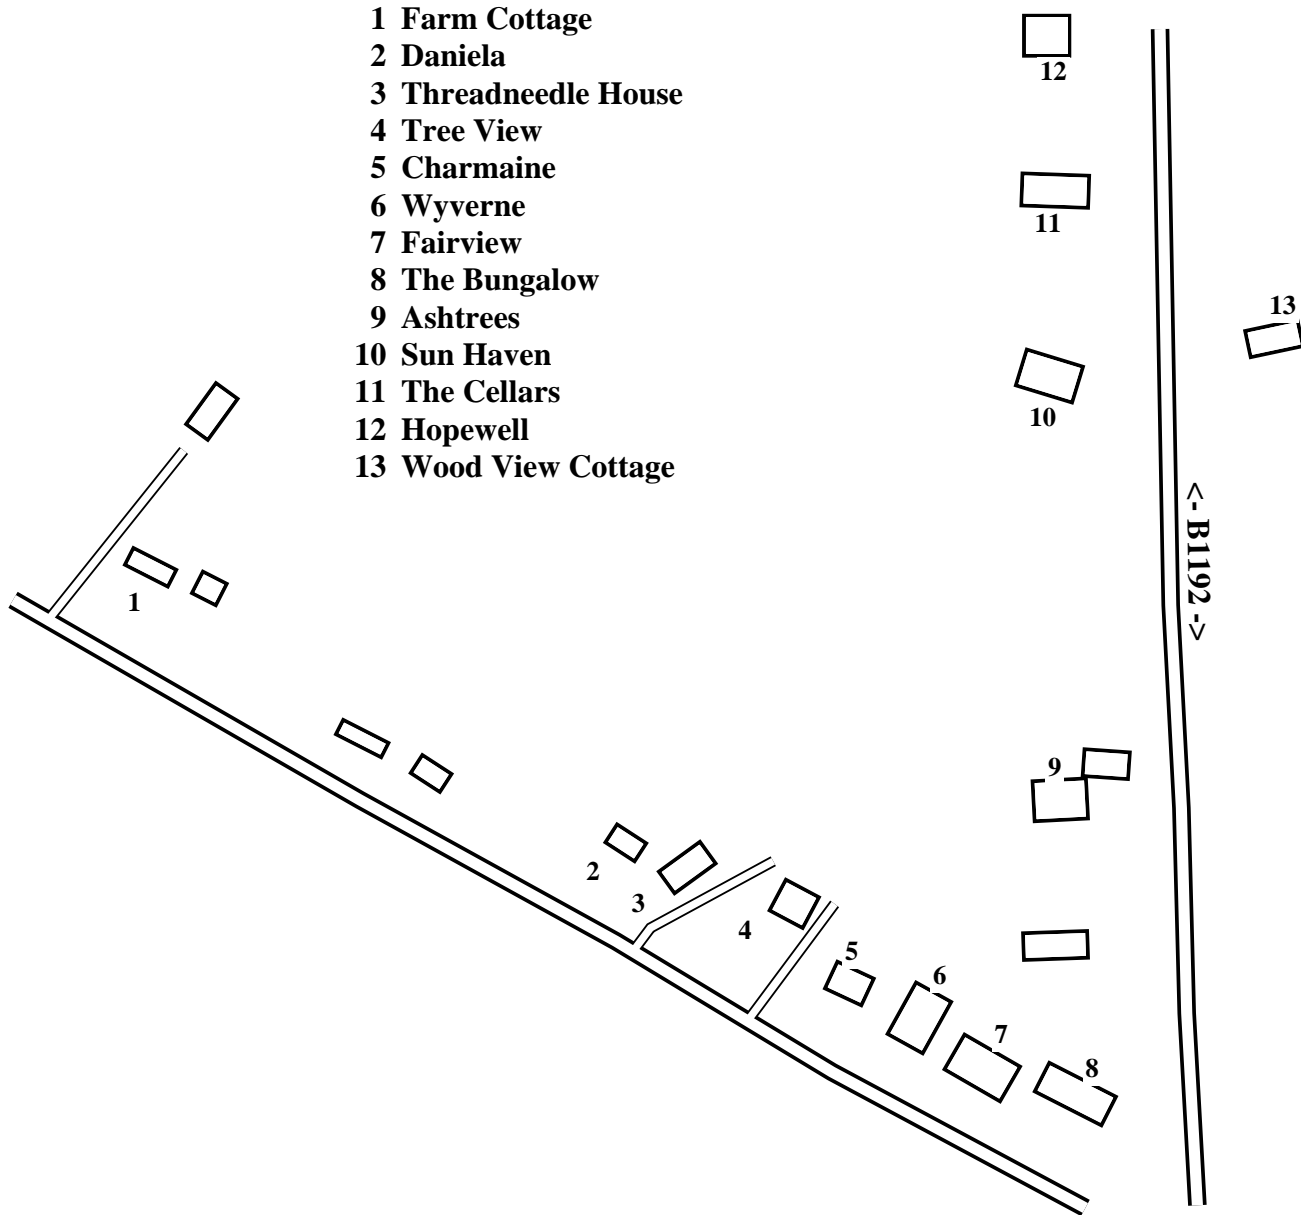 1 Farm Cottage
2 Daniela
3 Threadneedle House
4 Tree View
5 Charmaine
6 Wyverne
7 Fairview
8 The Bungalow
9 Ashtrees
10 Sun Haven
11 The Cellars
12 Hopewell
13 Wood View Cottage
12
11
13
10
<- B1192 ->
1
9
2
3
4
5
6
7
8